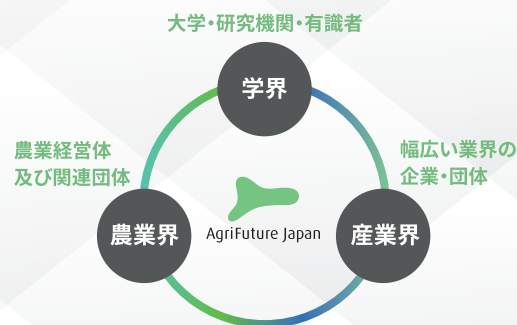 大学・研究機関・有識者
学界
農業経営体
及び関連団体
幅広い業界の
企業・団体
農業界
AgriFuture Japan
産業界